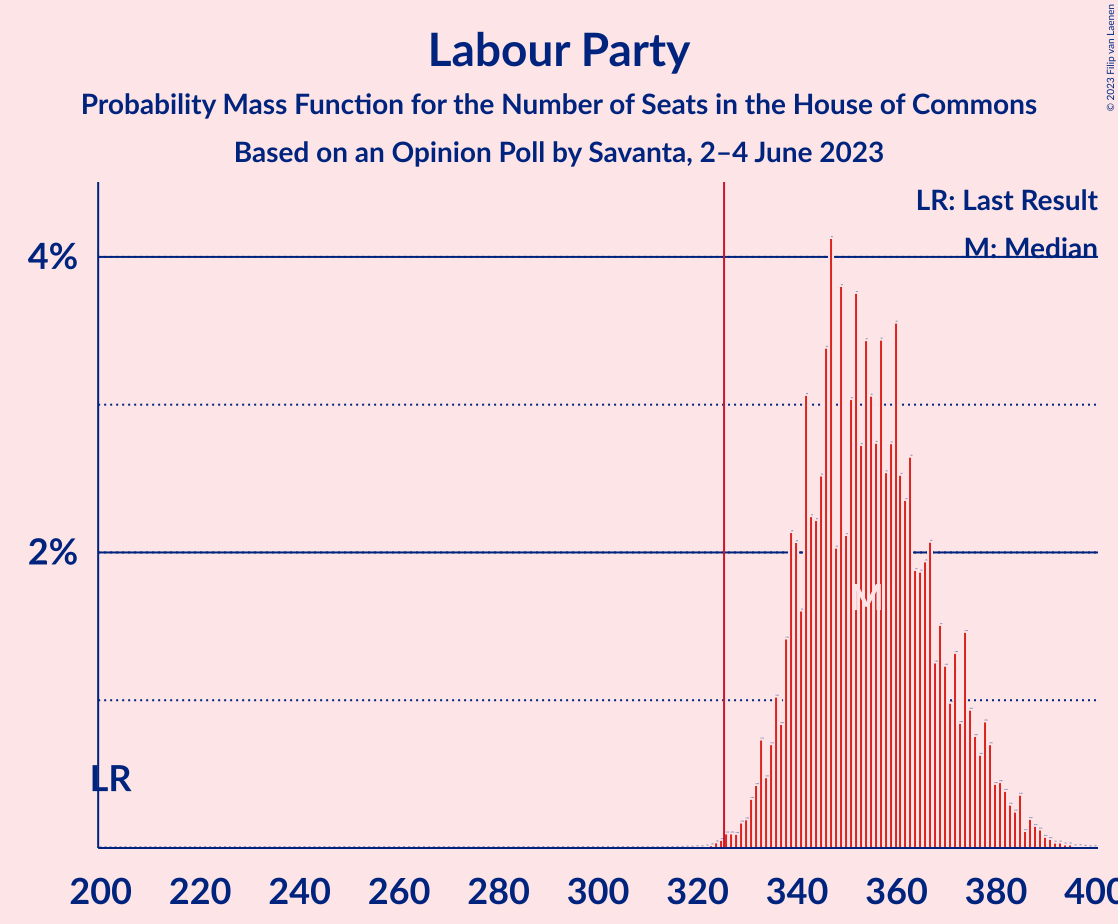 Labour Party
Probability Mass Function for the Number of Seats in the House of Commons
Based on an Opinion Poll by Savanta, 2–4 June 2023
© 2023 Filip van Laenen
LR: Last Result
M: Median
4%
2%
M
LR
200 220 240 260 280 300 320 340 360 380 400